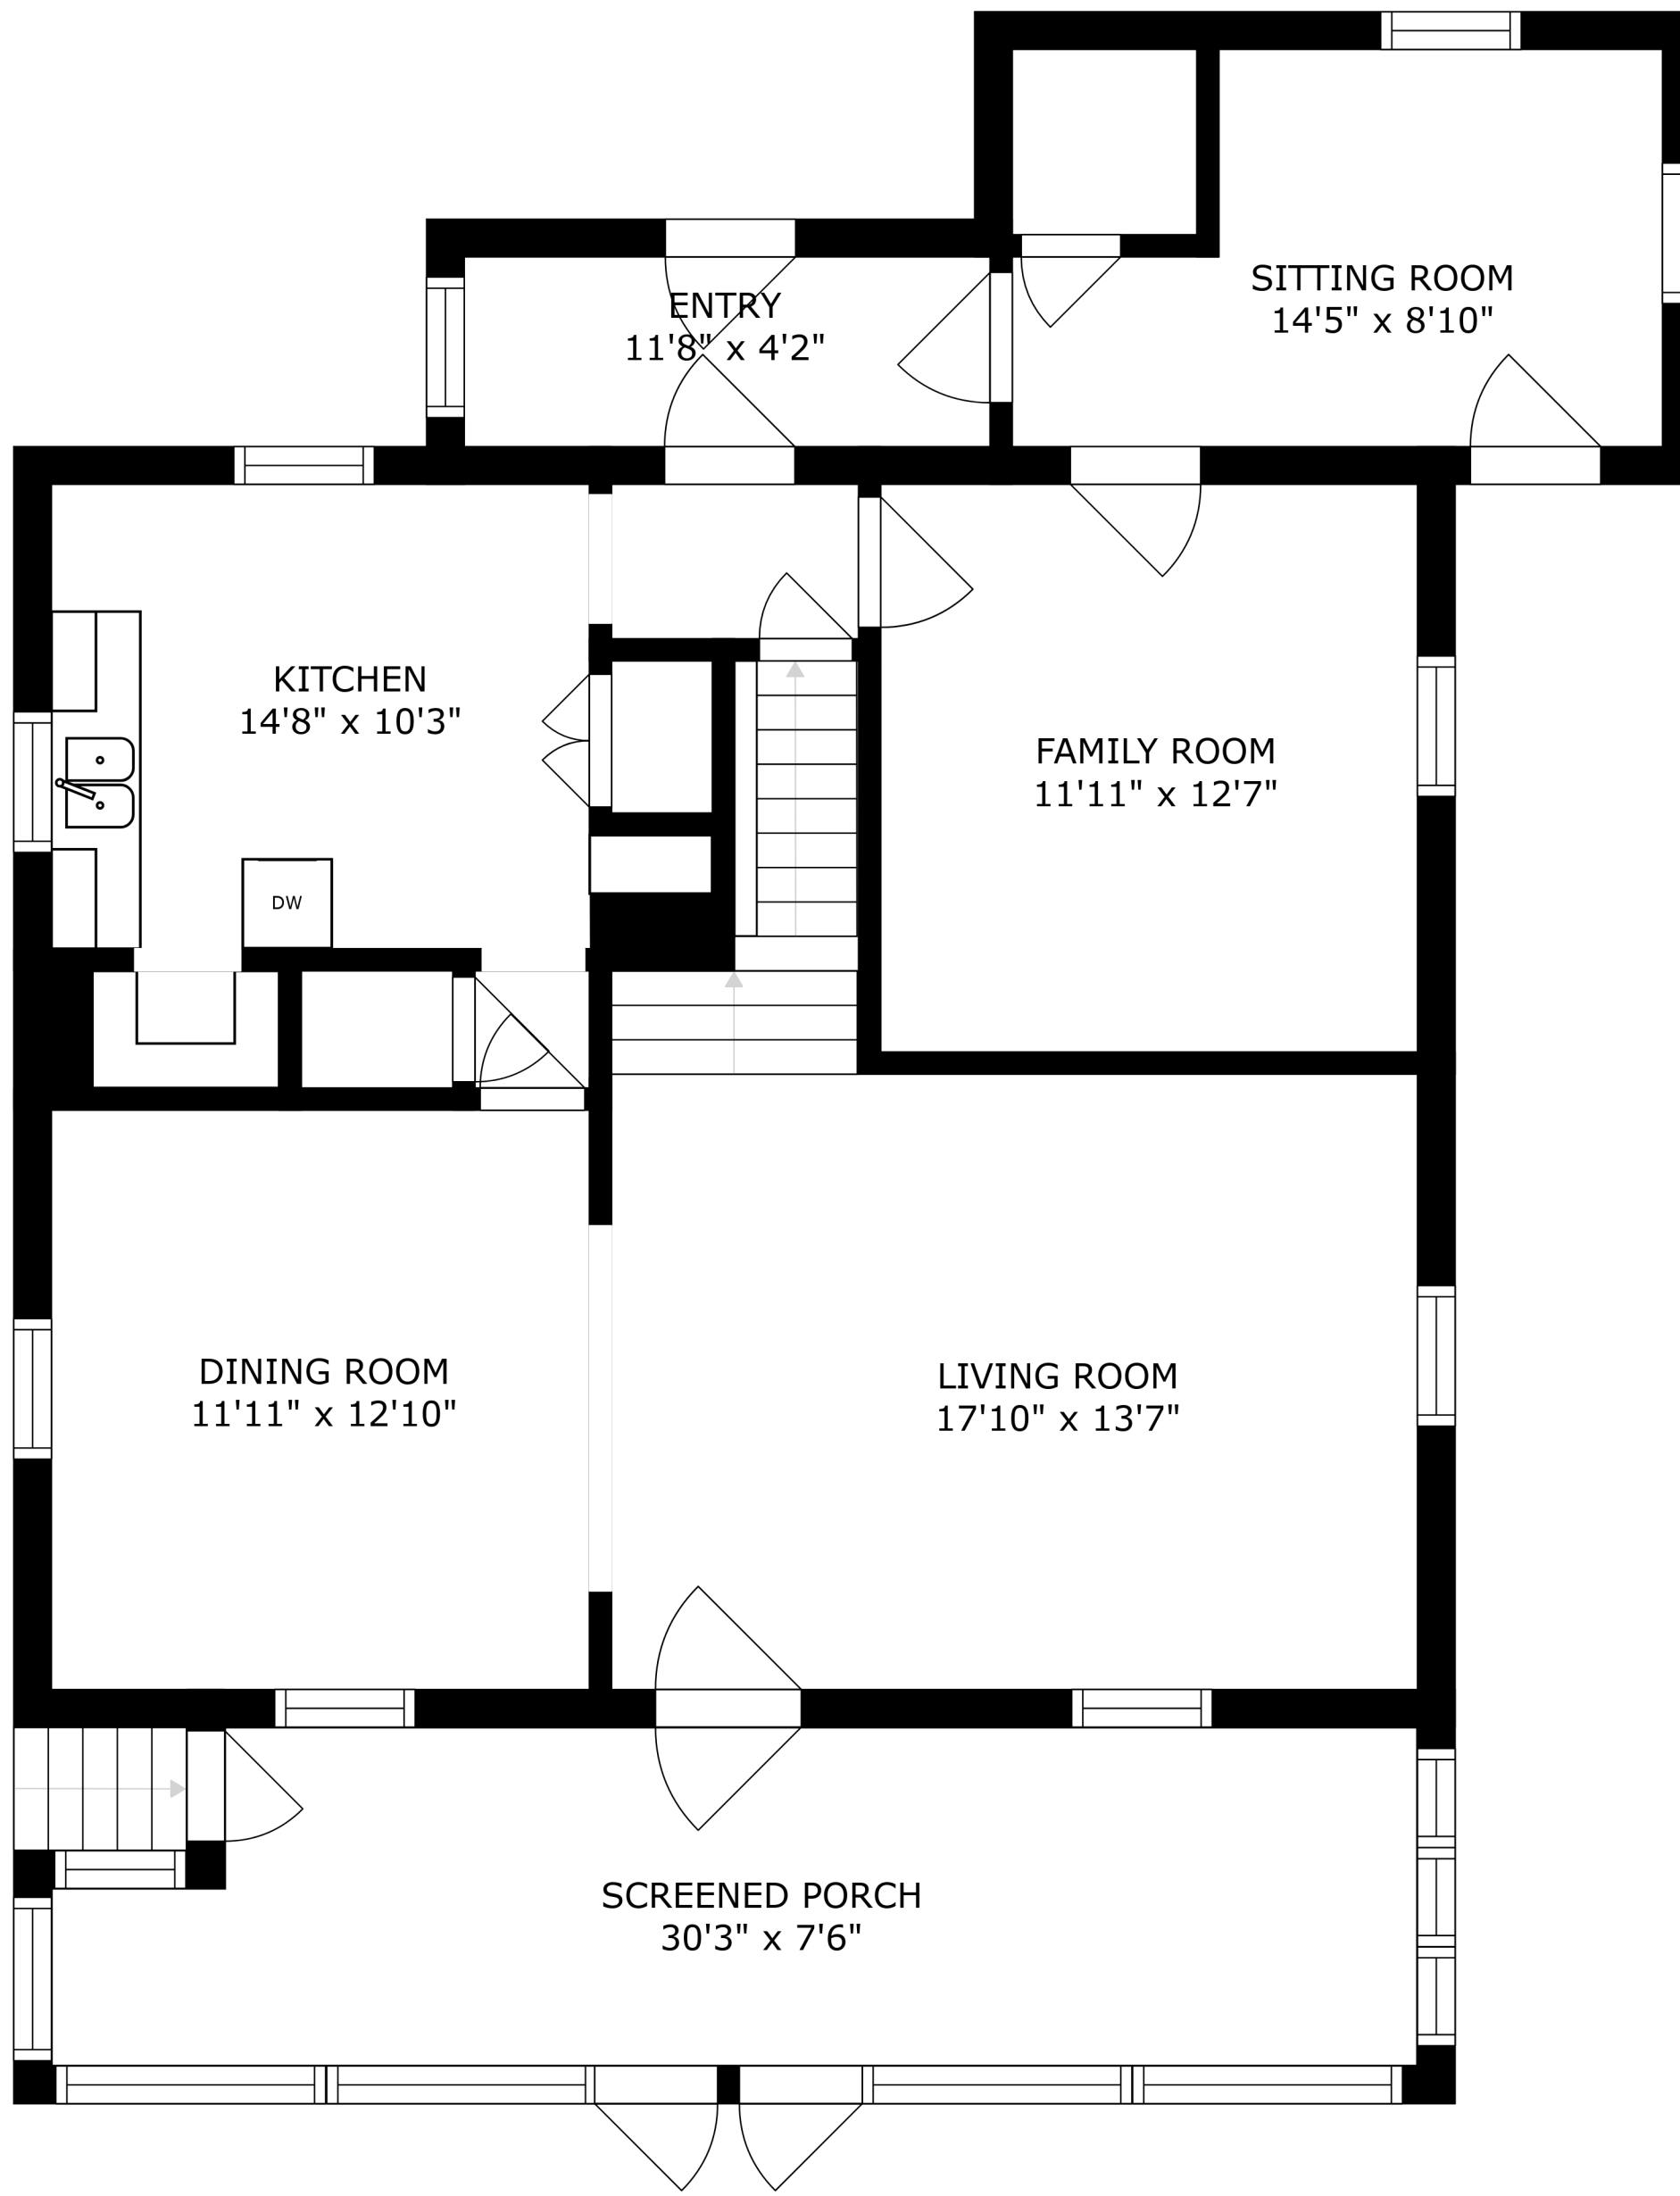 SITTING ROOM
14'5" x 8'10"
ENTRY
11'8" x 4'2"
KITCHEN
14'8" x 10'3"
FAMILY ROOM
11'11" x 12'7"
DW
DINING ROOM
11'11" x 12'10"
LIVING ROOM
17'10" x 13'7"
SCREENED PORCH
30'3" x 7'6"